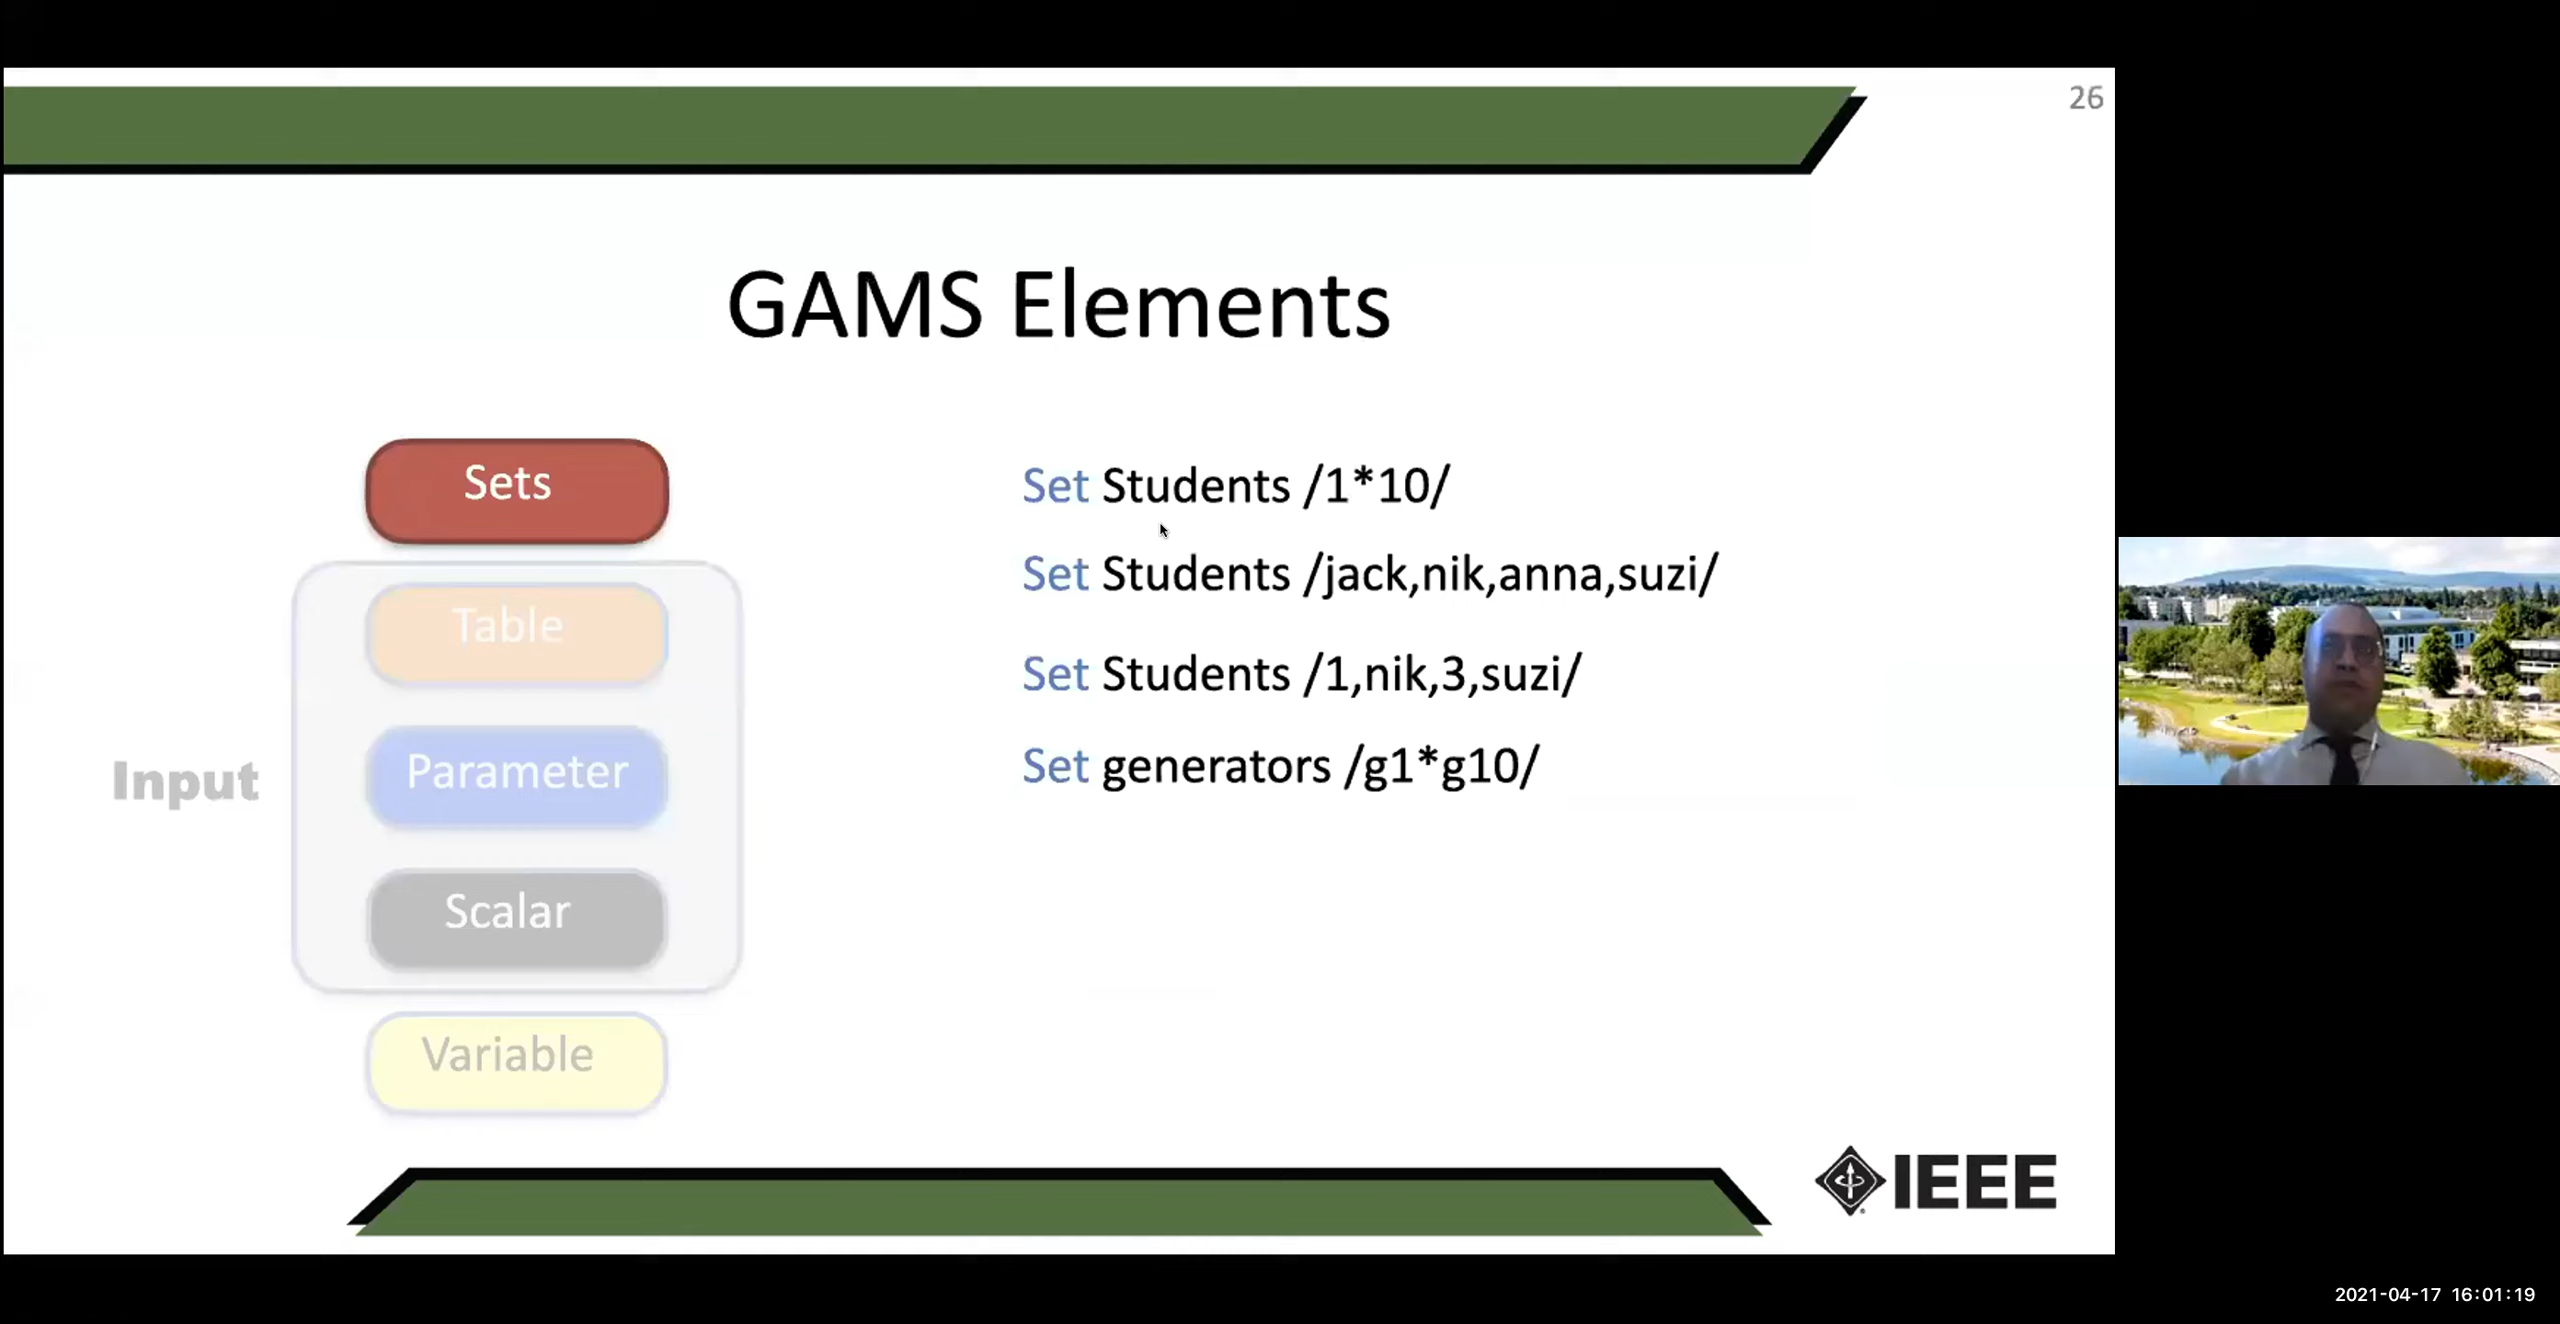 26
GAMS Elements
Sets
Table
Parameter
Scalar
Variable
Input
Set Students /1*10/
Set Students /jack,nik,anna,suzi/
Set Students /1,nik,3,suzi/
Set generators /g1*g10/
IEEE
2021-04-17 16:01:19